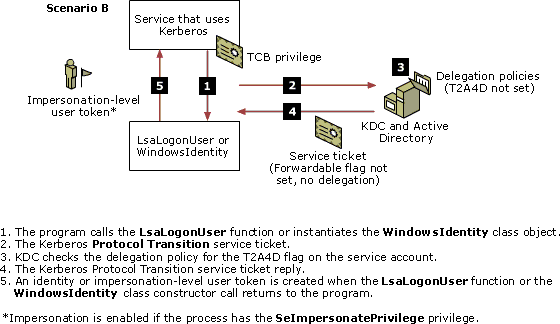 Scenario B
Service that uses
Kerberos
TCB privilege
3
Delegation policies
(T2A4D not set)
5
1
2
4
Impersonation-level
user token*
KDC and Active
Directory
LsaLogonUser or
WindowsIdentity
Service ticket
(Forwardable flag not
set, no delegation)
1. The program calls the LsaLogonUser function or instantiates the WindowsIdentity class object.
2. The Kerberos Protocol Transition service ticket.
3. KDC checks the delegation policy for the T2A4D flag on the service account.
4. The Kerberos Protocol Transition service ticket reply.
5. An identity or impersonation-level user token is created when the LsaLogonUser function or the
WindowsIdentity class constructor call returns to the program.
*Impersonation is enabled if the process has the SeImpersonatePrivilege privilege.